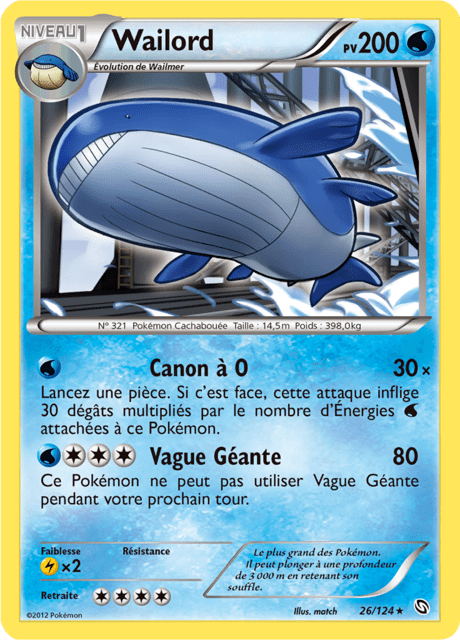 NIVEAU 1
Wailord
PV 200
Évolution de Wailmer
N° 321 Pokémon Cachabouée Taille : 14,5m Poids : 398,0kg
Canon à O 30×
Lancez une pièce. Si c'est face, cette attaque inflige
30 dégâts multipliés par le nombre d'Énergies
attachées à ce Pokémon.
Vague Géante 80
Ce Pokémon ne peut pas utiliser Vague Géante
pendant votre prochain tour.
Faiblesse
×2
Résistance
Retraite
Le plus grand des Pokémon.
Il peut plonger à une profondeur
de 3 000 m en retenant son
souffle.
©2012 Pokémon
Illus. match
26/124 ★